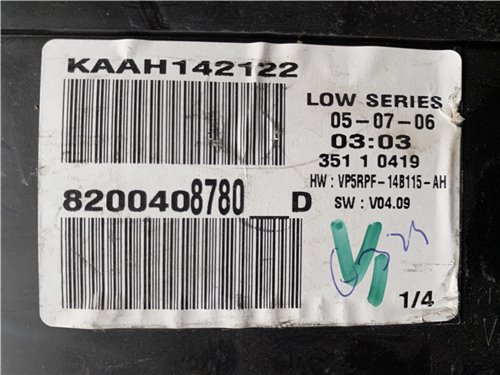 KAAH142122
LOW SERIES
05-07-06
03:03
351 1 0419
HW : VP5RPF-14B115-AH
SW : V04.09
8200408780__D
1/4